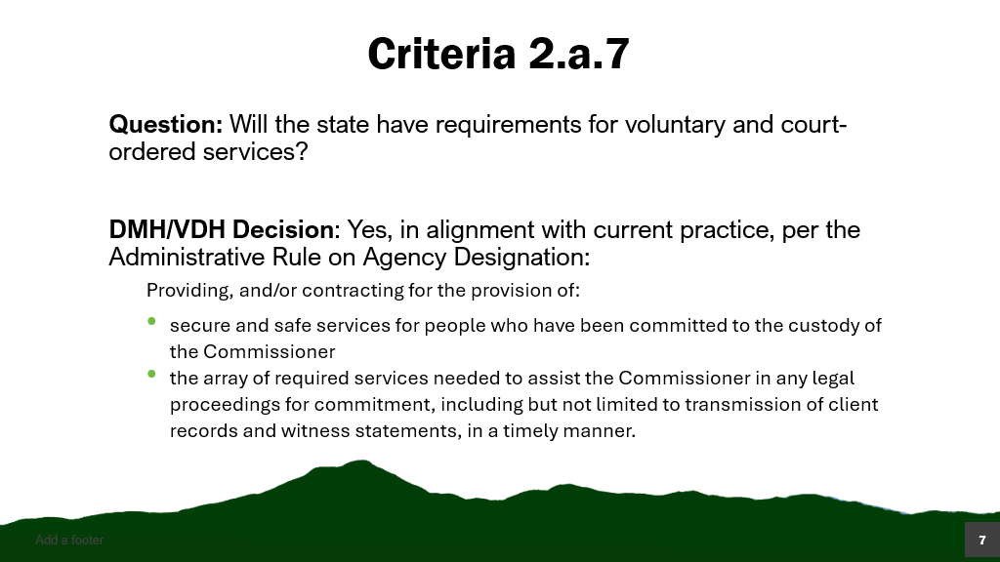 Criteria 2.a.7
Question: Will the state have requirements for voluntary and court-
ordered services?
DMH/VDH Decision: Yes, in alignment with current practice, per the
Administrative Rule on Agency Designation:
Providing, and/or contracting for the provision of:
• secure and safe services for people who have been committed to the custody of
the Commissioner
• the array of required services needed to assist the Commissioner in any legal
proceedings for commitment, including but not limited to transmission of client
records and witness statements, in a timely manner.
Add a footer
7